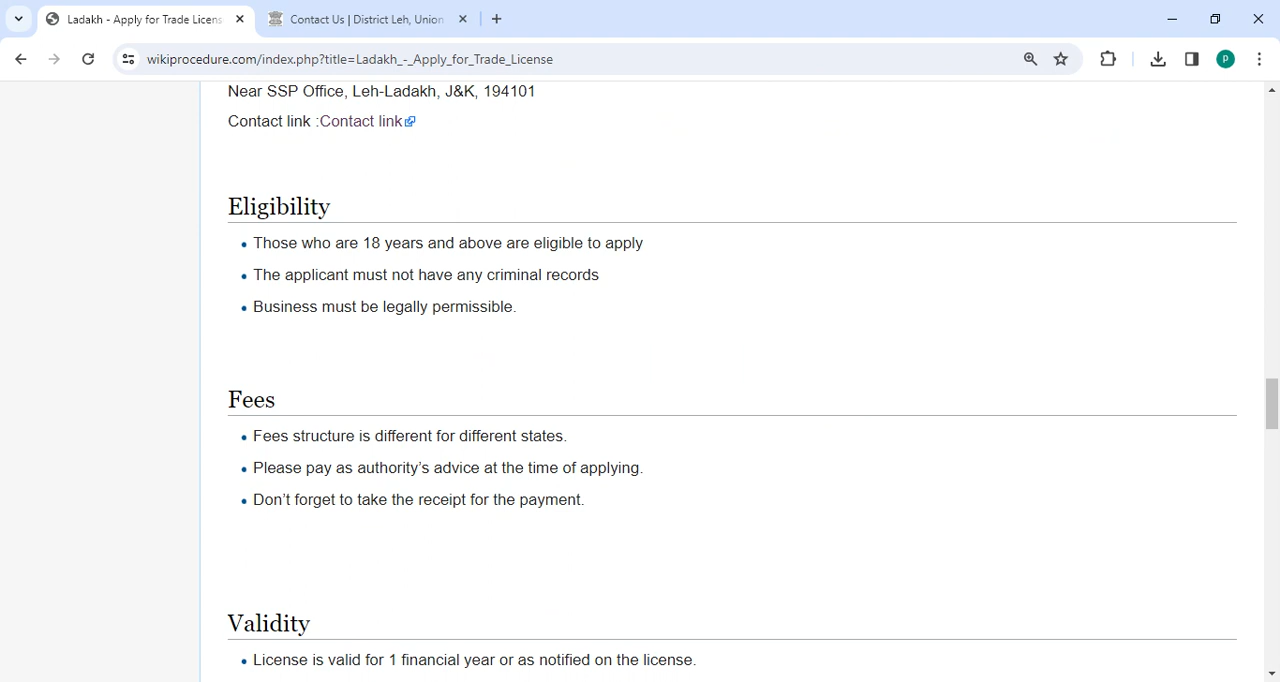 Ladakh - Apply for Trade Licens
Contact Us | District Leh, Union
wikiprocedure.com/index.php?title=Ladakh_-_Apply_for_Trade_License
P
Near SSP Office, Leh-Ladakh, J&K, 194101
Contact link :Contact link
Eligibility
Those who are 18 years and above are eligible to apply
The applicant must not have any criminal records
Business must be legally permissible.
Fees
Fees structure is different for different states.
Please pay as authority's advice at the time of applying.
Don't forget to take the receipt for the payment.
Validity
License is valid for 1 financial year or as notified on the license.